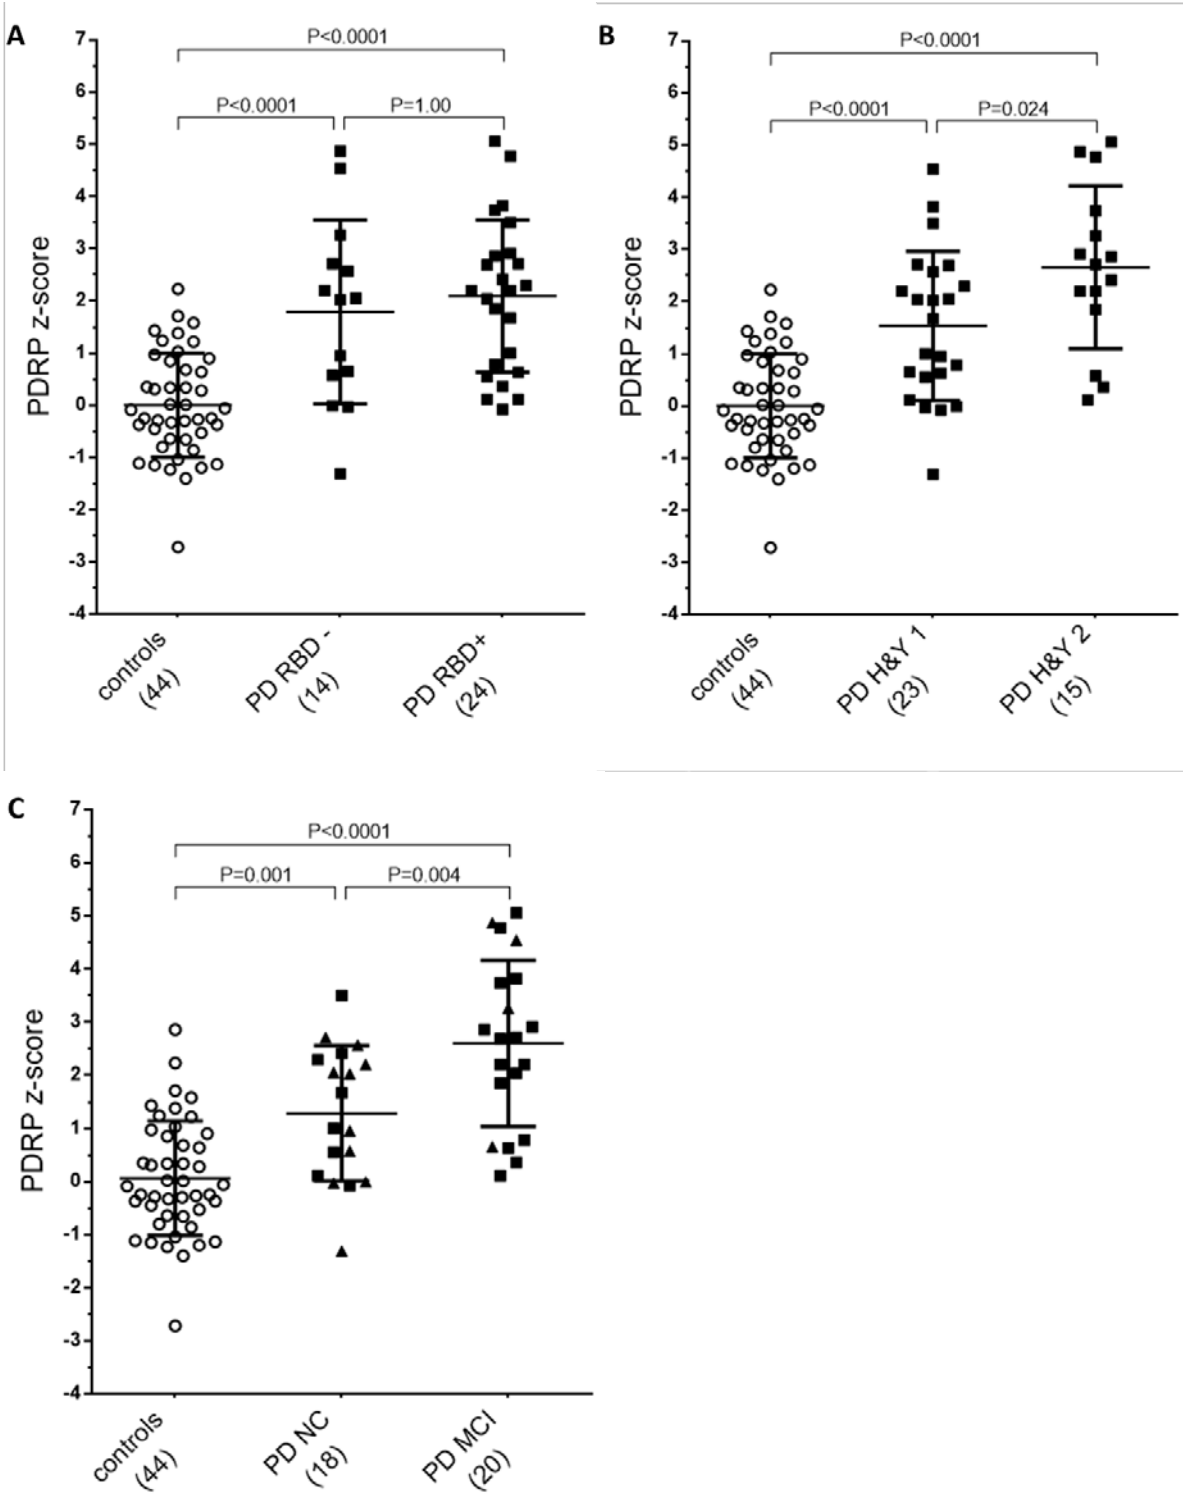 A
P<0.0001
P<0.0001
P=1.00
7
6
5
4
3
2
1
0
-1
-2
-3
-4
PDRP z-score
controls
(44)
PD RBD -
(14)
PD RBD+
(24)
B
P<0.0001
P<0.0001
P=0.024
7
6
5
4
3
2
1
0
-1
-2
-3
-4
PDRP z-score
controls
(44)
PD H&Y 1
(23)
PD H&Y 2
(15)
C
P<0.0001
P=0.001
P=0.004
7
6
5
4
3
2
1
0
-1
-2
-3
-4
PDRP z-score
controls
(44)
PD NC
(18)
PD MCI
(20)